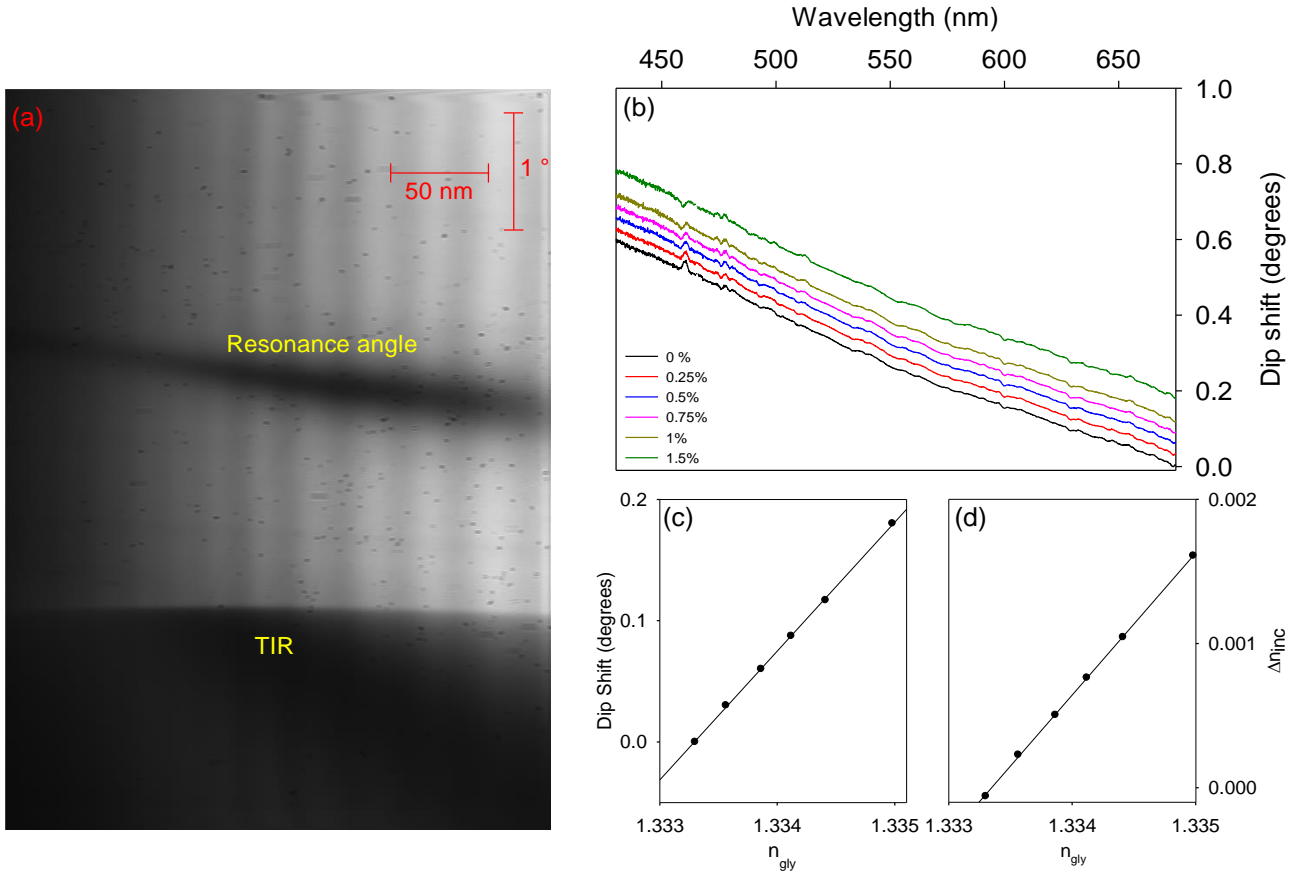 (a)
1 °
50 nm
Resonance angle
TIR
Wavelength (nm)
450 500 550 600 650
(b)
1.0
0.8
0.6
0.4
0.2
0.0
Dip shift (degrees)
0 %
0.25%
0.5%
0.75%
1%
1.5%
(c)
0.2
0.1
0.0
Dip Shift (degrees)
1.333 1.334 1.335
n_gly
(d)
0.002
0.001
0.000
Δn_inc
1.333 1.334 1.335
n_gly